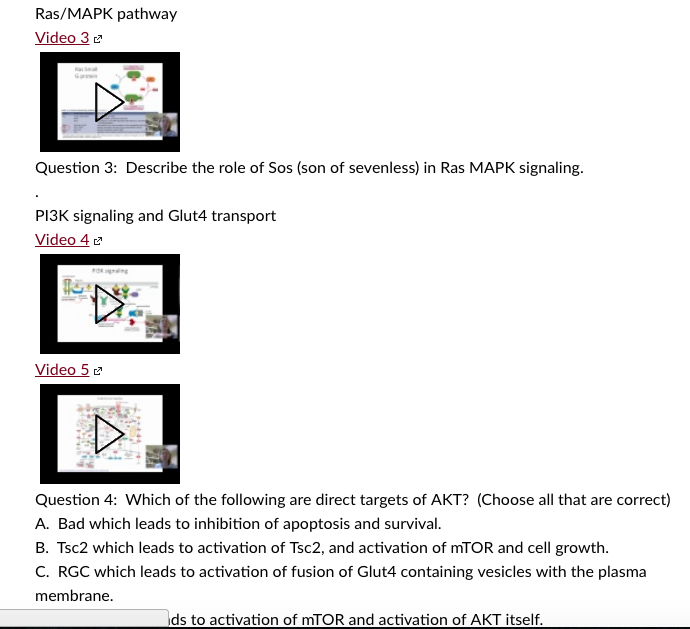 Ras/MAPK pathway
Video 3
Ras Small
G protein
Question 3:  Describe the role of Sos (son of sevenless) in Ras MAPK signaling.
.
PI3K signaling and Glut4 transport
Video 4
PI3K signaling
Video 5
Question 4:  Which of the following are direct targets of AKT?  (Choose all that are correct)
A.  Bad which leads to inhibition of apoptosis and survival.
B.  Tsc2 which leads to activation of Tsc2, and activation of mTOR and cell growth.
C.  RGC which leads to activation of fusion of Glut4 containing vesicles with the plasma
membrane.
to activation of mTOR and activation of AKT itself.